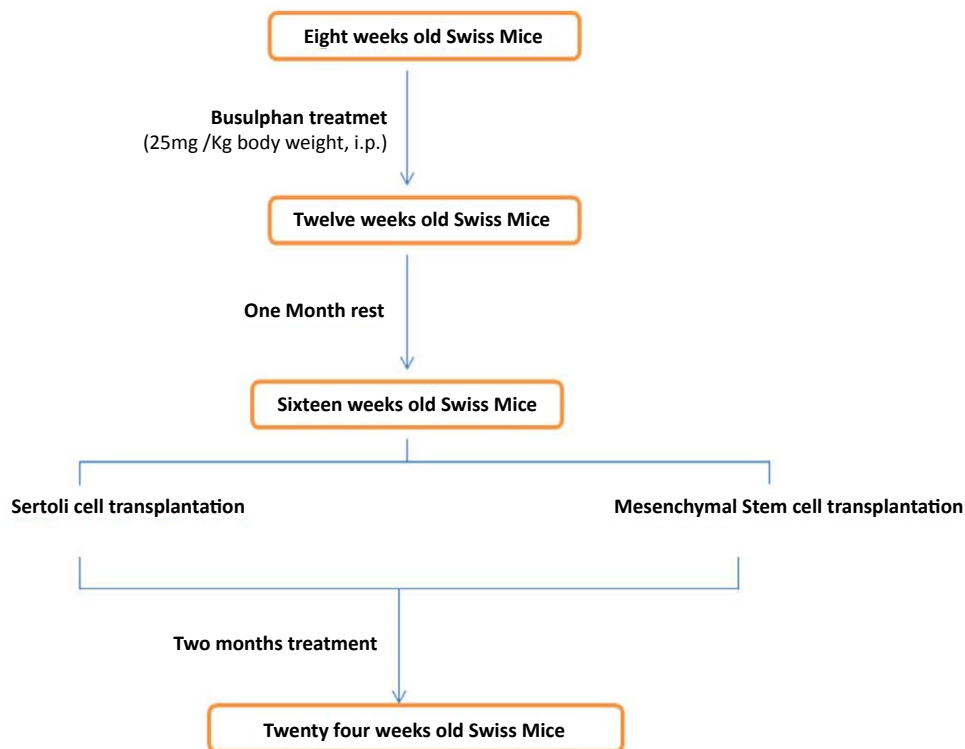 Eight weeks old Swiss Mice
Busulphan treatmet
(25mg /Kg body weight, i.p.)
Twelve weeks old Swiss Mice
One Month rest
Sixteen weeks old Swiss Mice
Sertoli cell transplantation
Mesenchymal Stem cell transplantation
Two months treatment
Twenty four weeks old Swiss Mice